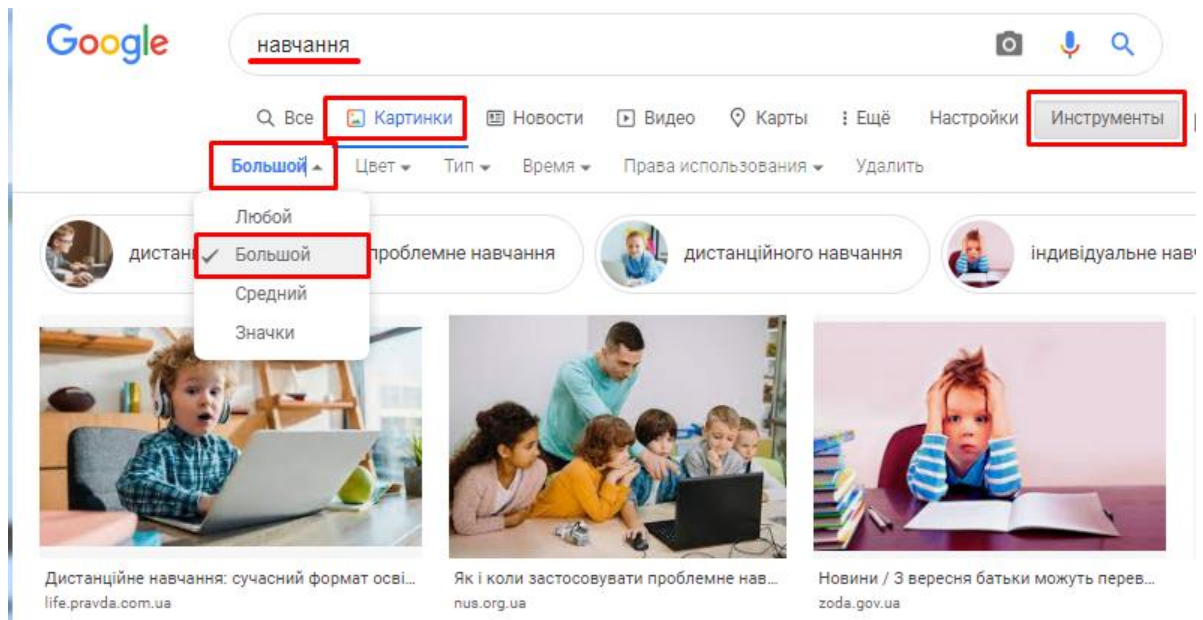 Google
навчання
Все Картинки Новости Видео Карты Ещё Настройки Инструменты
Большой Цвет Тип Время Права использования Удалить
Любой
Большой
Средний
Значки
проблемне навчання
дистанційного навчання
індивідуальне
Дистанційне навчання: сучасний формат осві...
life.pravda.com.ua
Як і коли застосовувати проблемне нав...
nus.org.ua
Новини / З вересня батьки можуть перев...
zoda.gov.ua